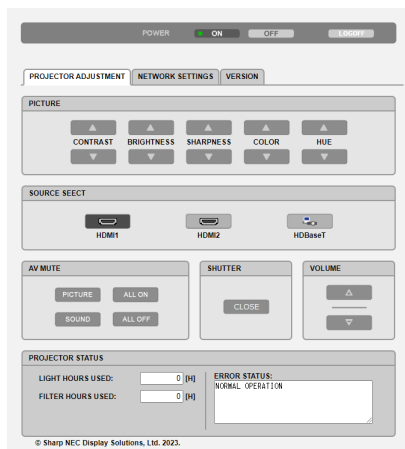 POWER ON OFF LOGOFF
PROJECTOR ADJUSTMENT NETWORK SETTINGS VERSION
PICTURE
CONTRAST BRIGHTNESS SHARPNESS COLOR HUE
SOURCE SEECT
HDMI1 HDMI2 HDBaseT
AV MUTE SHUTTER VOLUME
PICTURE ALL ON
CLOSE
SOUND ALL OFF
PROJECTOR STATUS
LIGHT HOURS USED: 0 [H] ERROR STATUS:
NORMAL OPERATION
FILTER HOURS USED: 0 [H]
© Sharp NEC Display Solutions, Ltd. 2023.